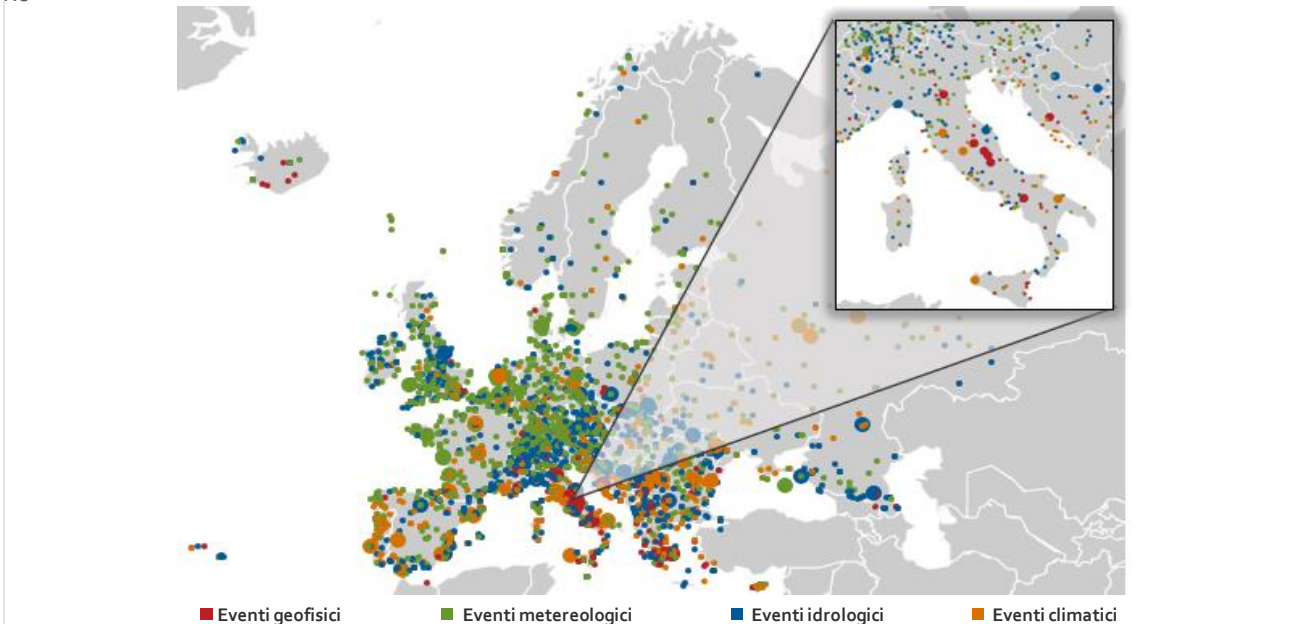 Eventi geofisici
Eventi metereologici
Eventi idrologici
Eventi climatici